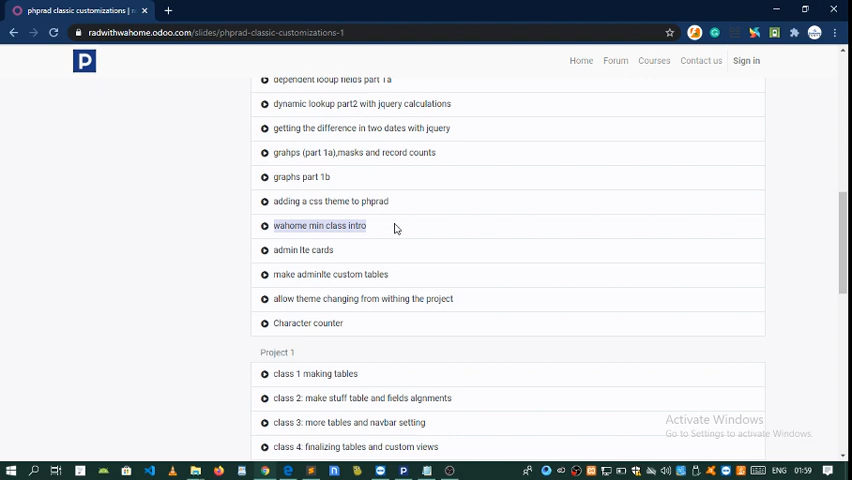 phprad classic customizations | r
radwithwahome.odoo.com/slides/phprad-classic-customizations-1
P
Home Forum Courses Contact us Sign in
dependent looup fields part 1a
dynamic lookup part2 with jquery calculations
getting the difference in two dates with jquery
grahps (part 1a),masks and record counts
graphs part 1b
adding a css theme to phprad
wahome min class intro
admin lte cards
make adminlte custom tables
allow theme changing from withing the project
Character counter
Project 1
class 1 making tables
class 2: make stuff table and fields algnments
class 3: more tables and navbar setting
class 4: finalizing tables and custom views
Activate Windows
Go to Settings to activate Windows.
ENG 01:59